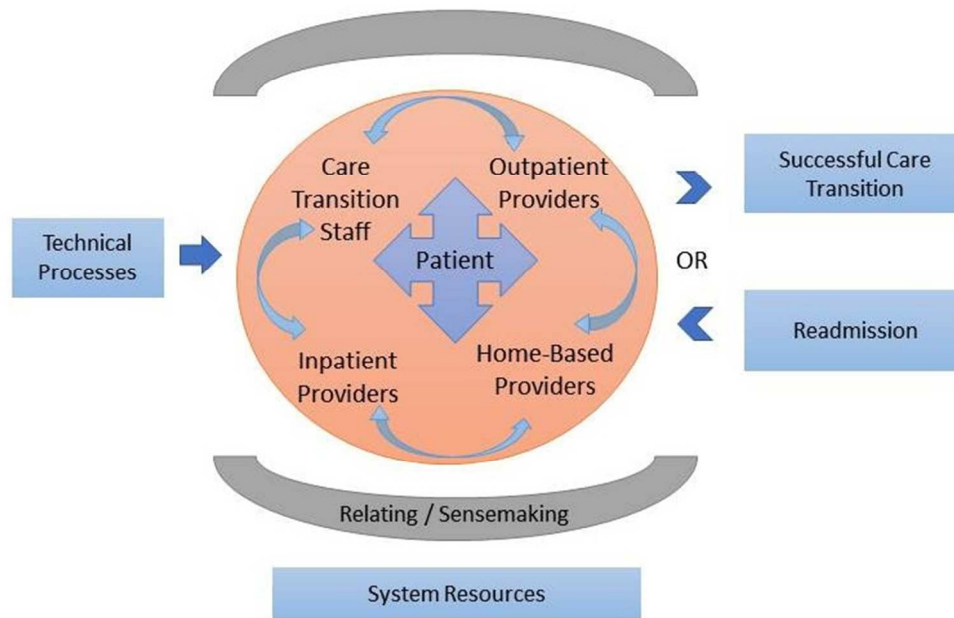 Care
Transition
Staff
Outpatient
Providers
Successful Care
Transition
Technical
Processes
Patient
OR
Inpatient
Providers
Home-Based
Providers
Readmission
Relating / Sensemaking
System Resources